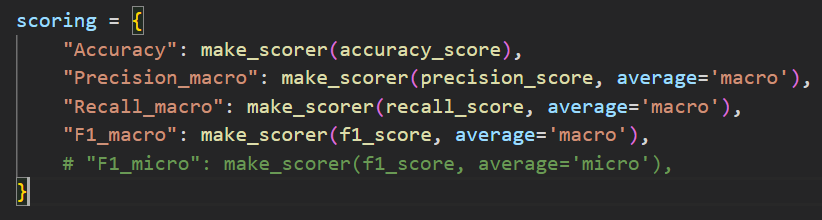 scoring = {
    "Accuracy": make_scorer(accuracy_score),
    "Precision_macro": make_scorer(precision_score, average='macro'),
    "Recall_macro": make_scorer(recall_score, average='macro'),
    "F1_macro": make_scorer(f1_score, average='macro'),
    # "F1_micro": make_scorer(f1_score, average='micro'),
}